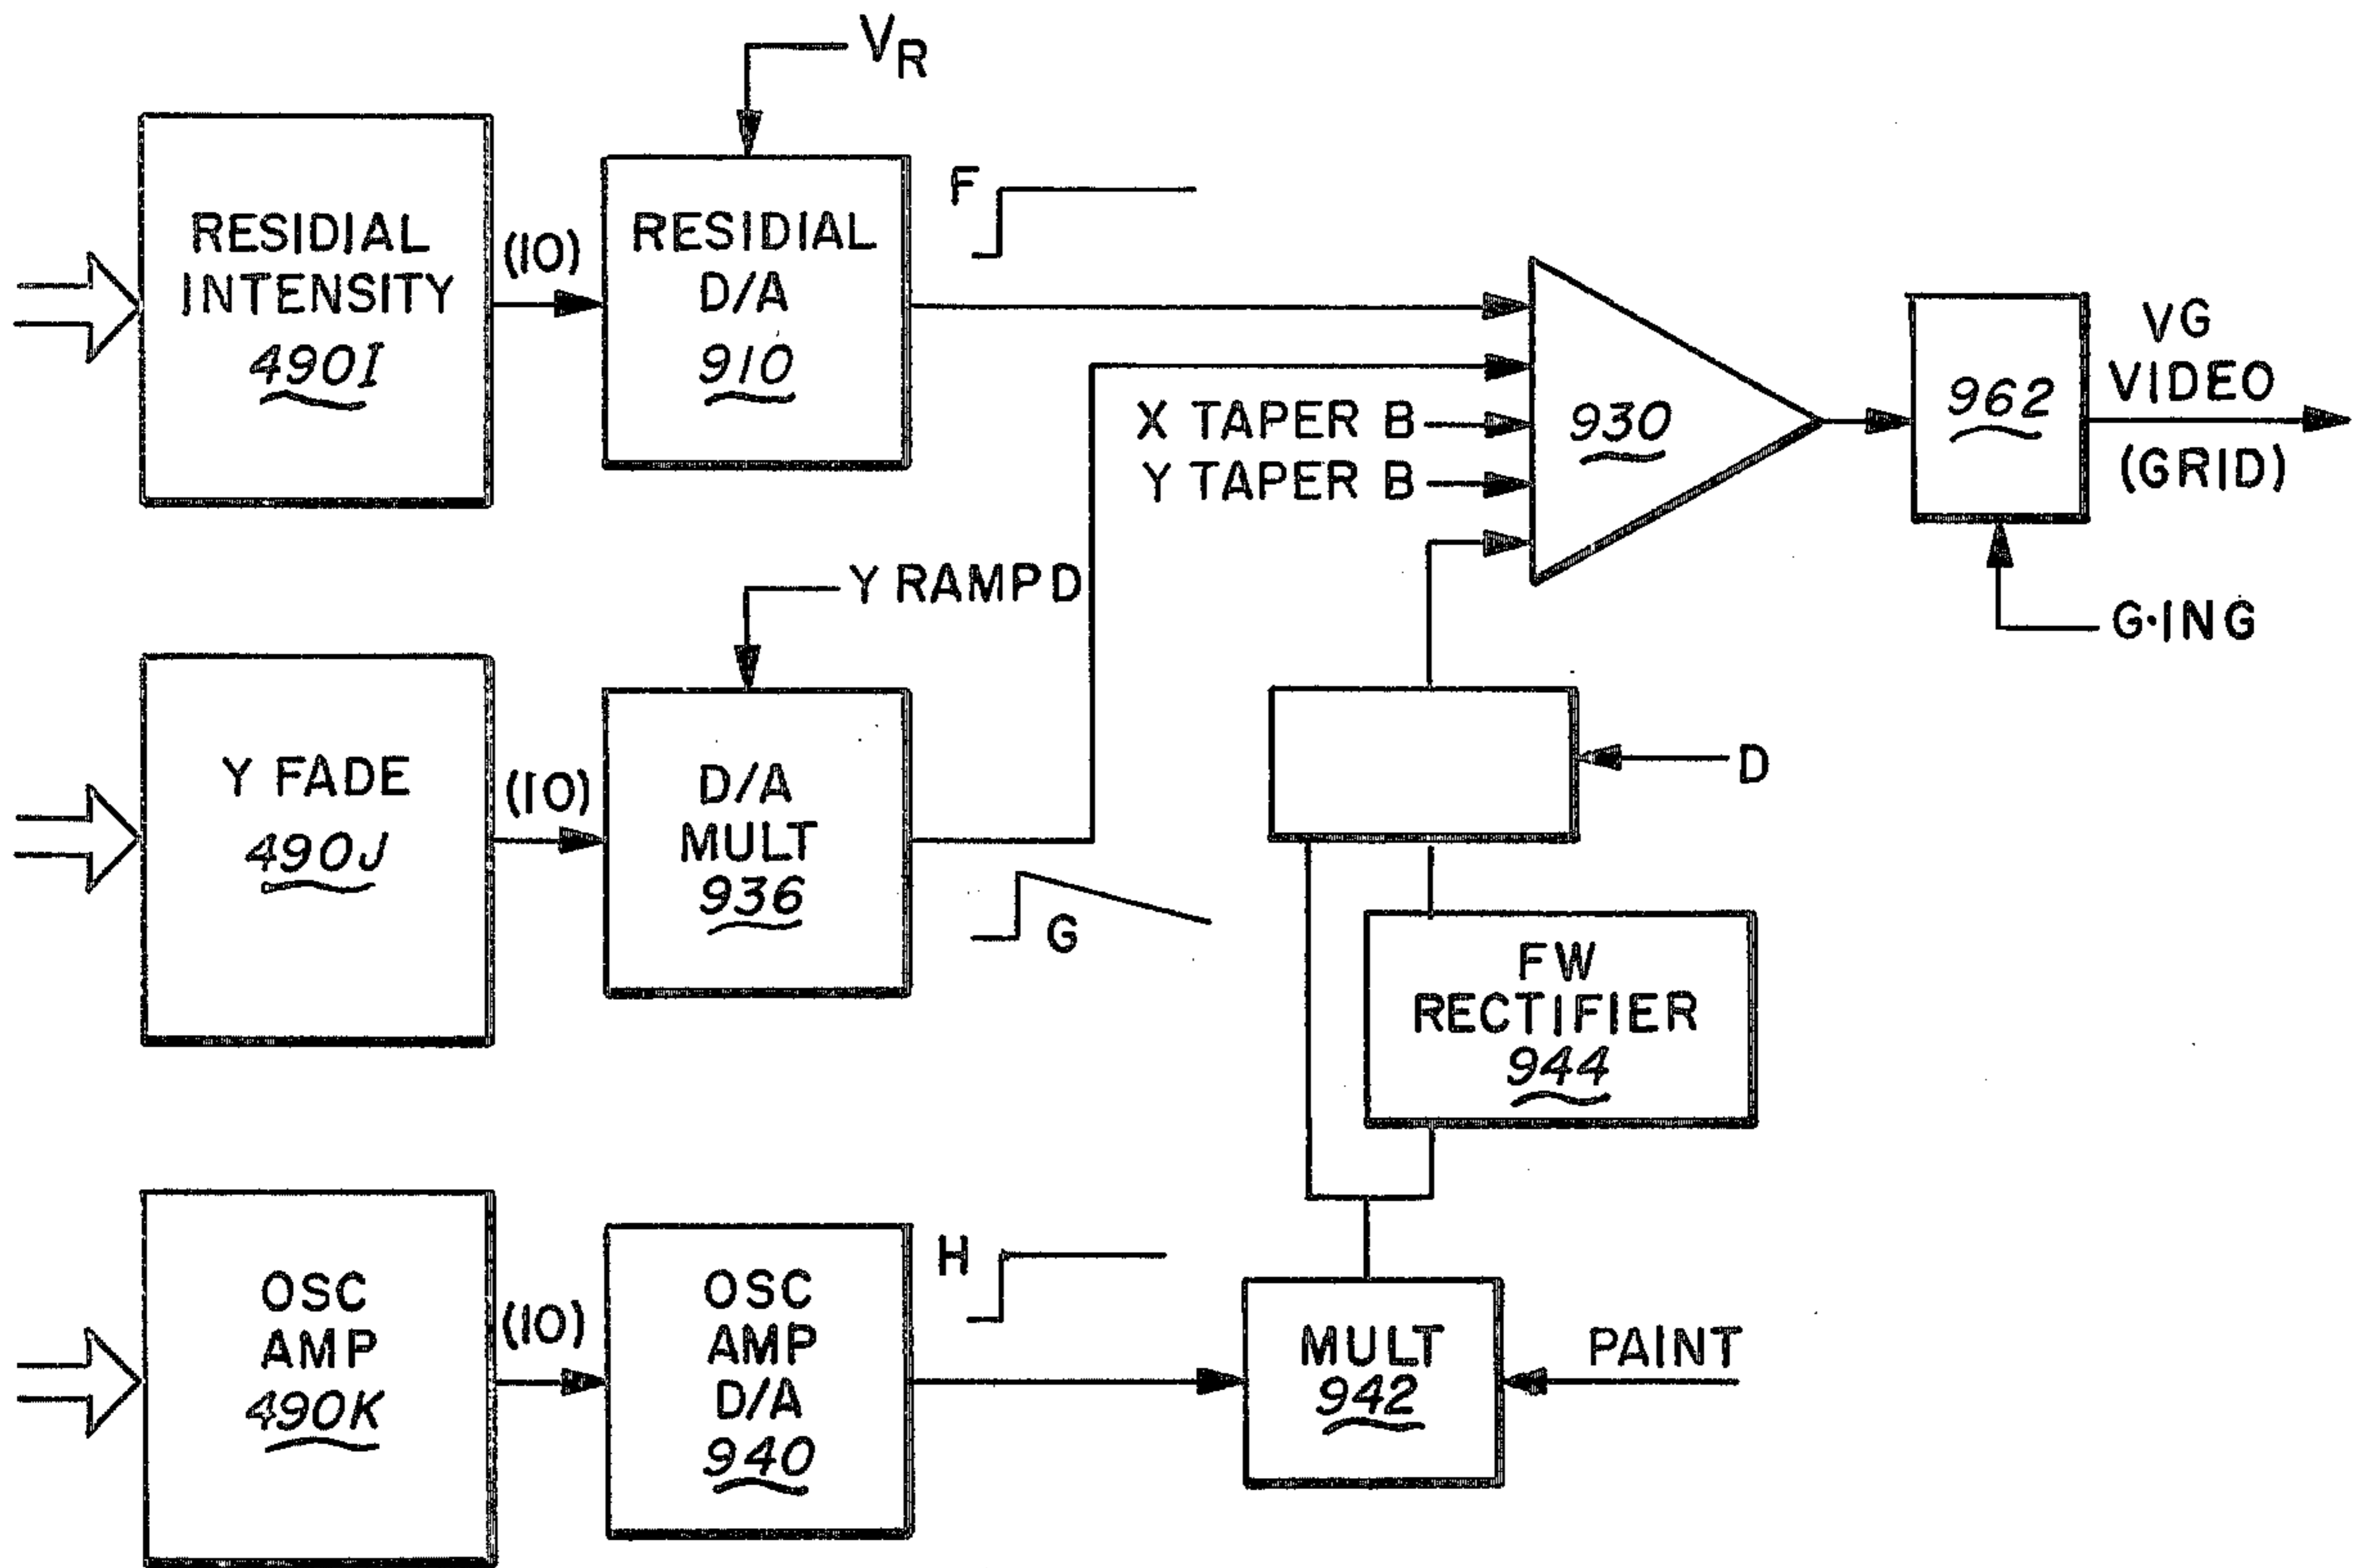 VR
RESIDIAL
INTENSITY
490I
(10)
RESIDIAL
D/A
910
F
X TAPER B
Y TAPER B
930
962
VG
VIDEO
(GRID)
G·ING
Y RAMP D
Y FADE
490J
(10)
D/A
MULT
936
G
D
FW
RECTIFIER
944
OSC
AMP
490K
(10)
OSC
AMP
D/A
940
H
MULT
942
PAINT